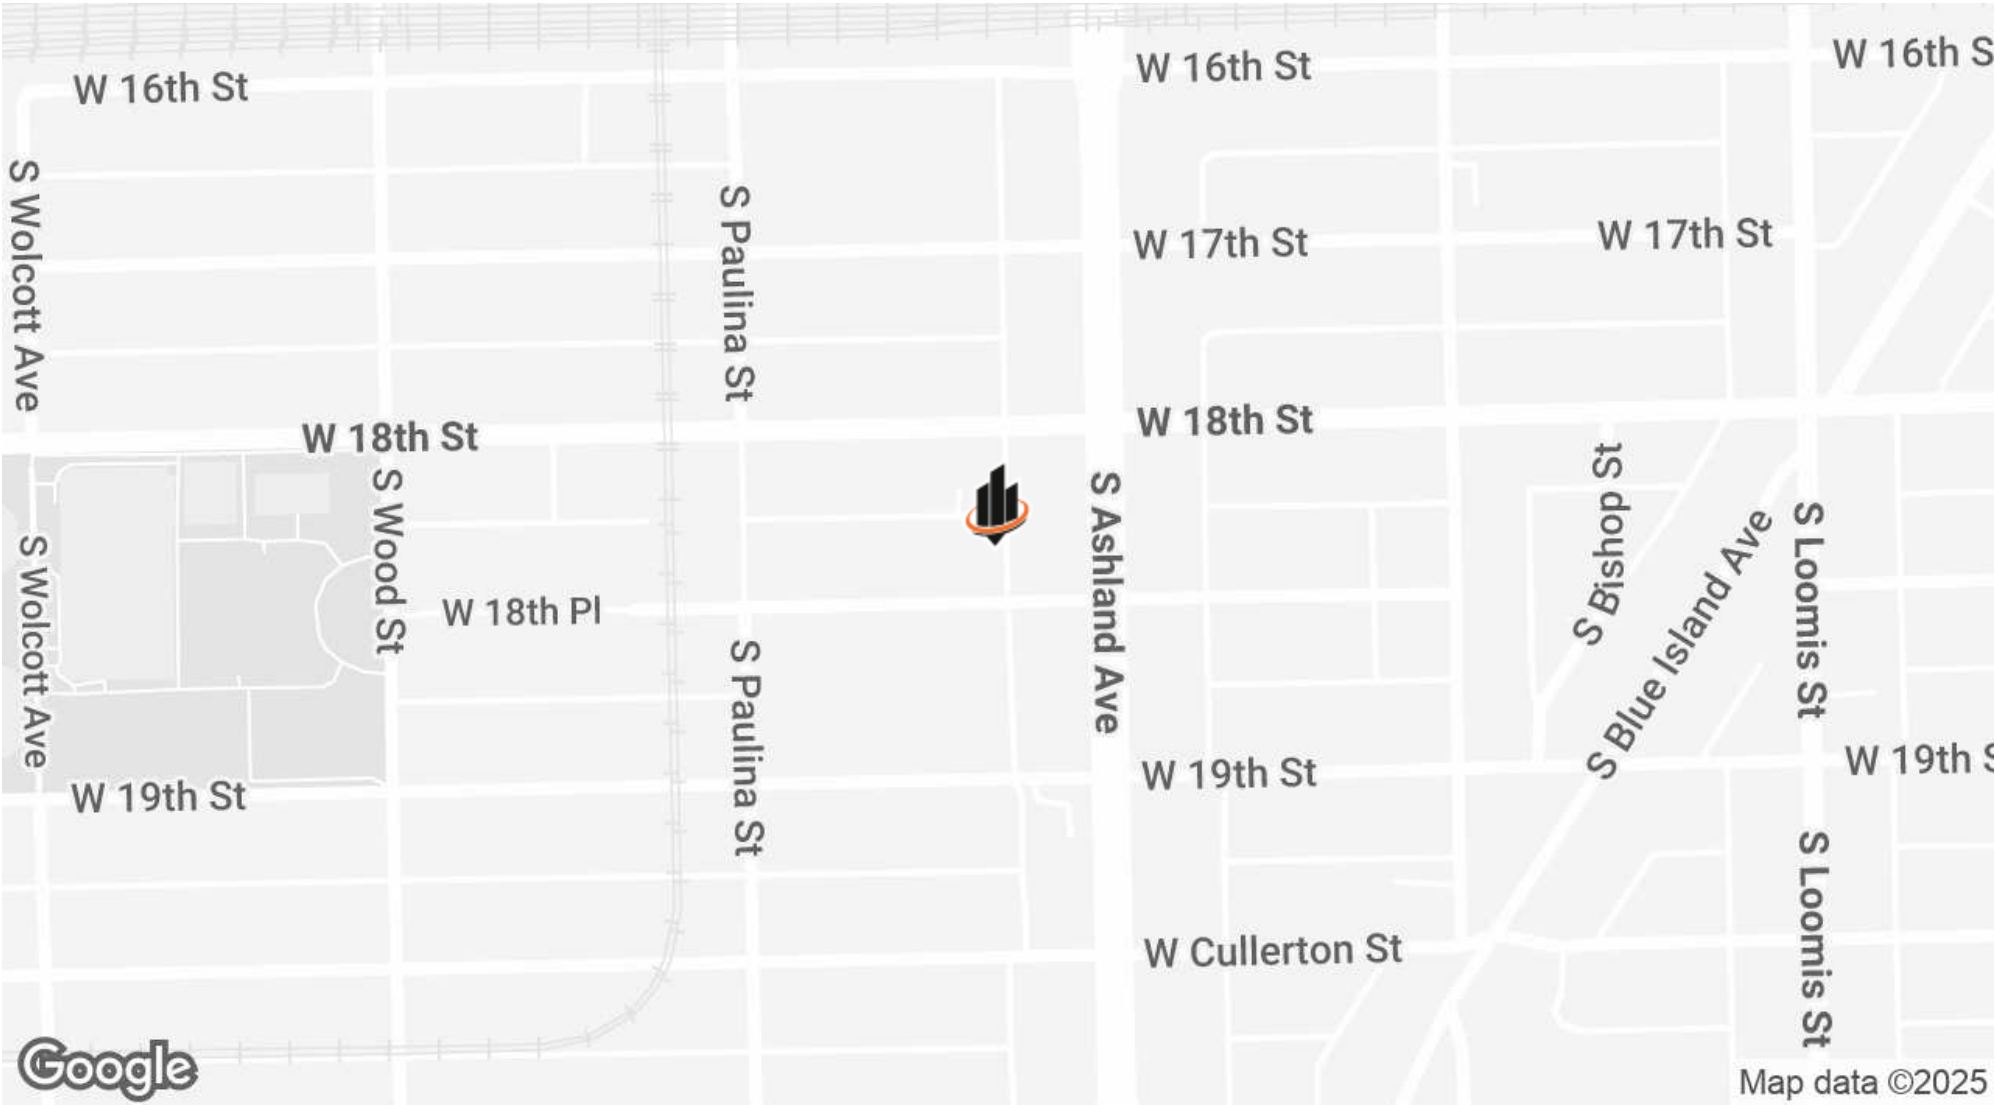 W 16th St
W 16th St
W 16th S
S Wolcott Ave
S Paulina St
W 17th St
W 17th St
W 18th St
W 18th St
S Wood St
S Ashland Ave
S Bishop St
S Blue Island Ave
S Loomis St
S Wolcott Ave
W 18th Pl
S Paulina St
W 19th St
W 19th St
W 19th S
S Loomis St
W Cullerton St
Google
Map data ©2025